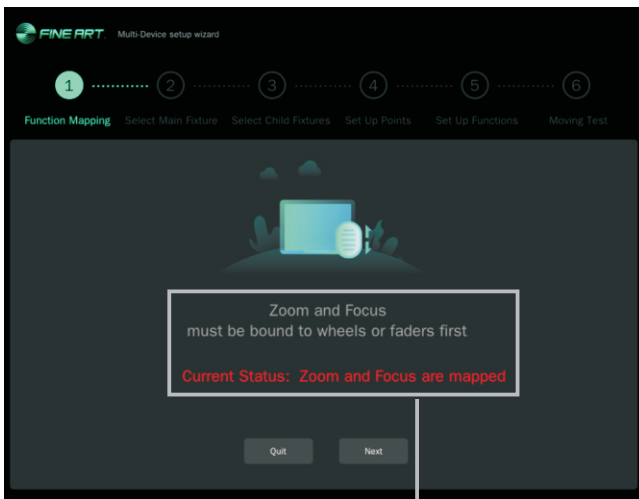 FINE ART. Multi-Device setup wizard
1 2 3 4 5 6
Function Mapping Select Main Fixture Select Child Fixtures Set Up Points Set Up Functions Moving Test
Zoom and Focus
must be bound to wheels or faders first
Current Status: Zoom and Focus are mapped
Quit Next